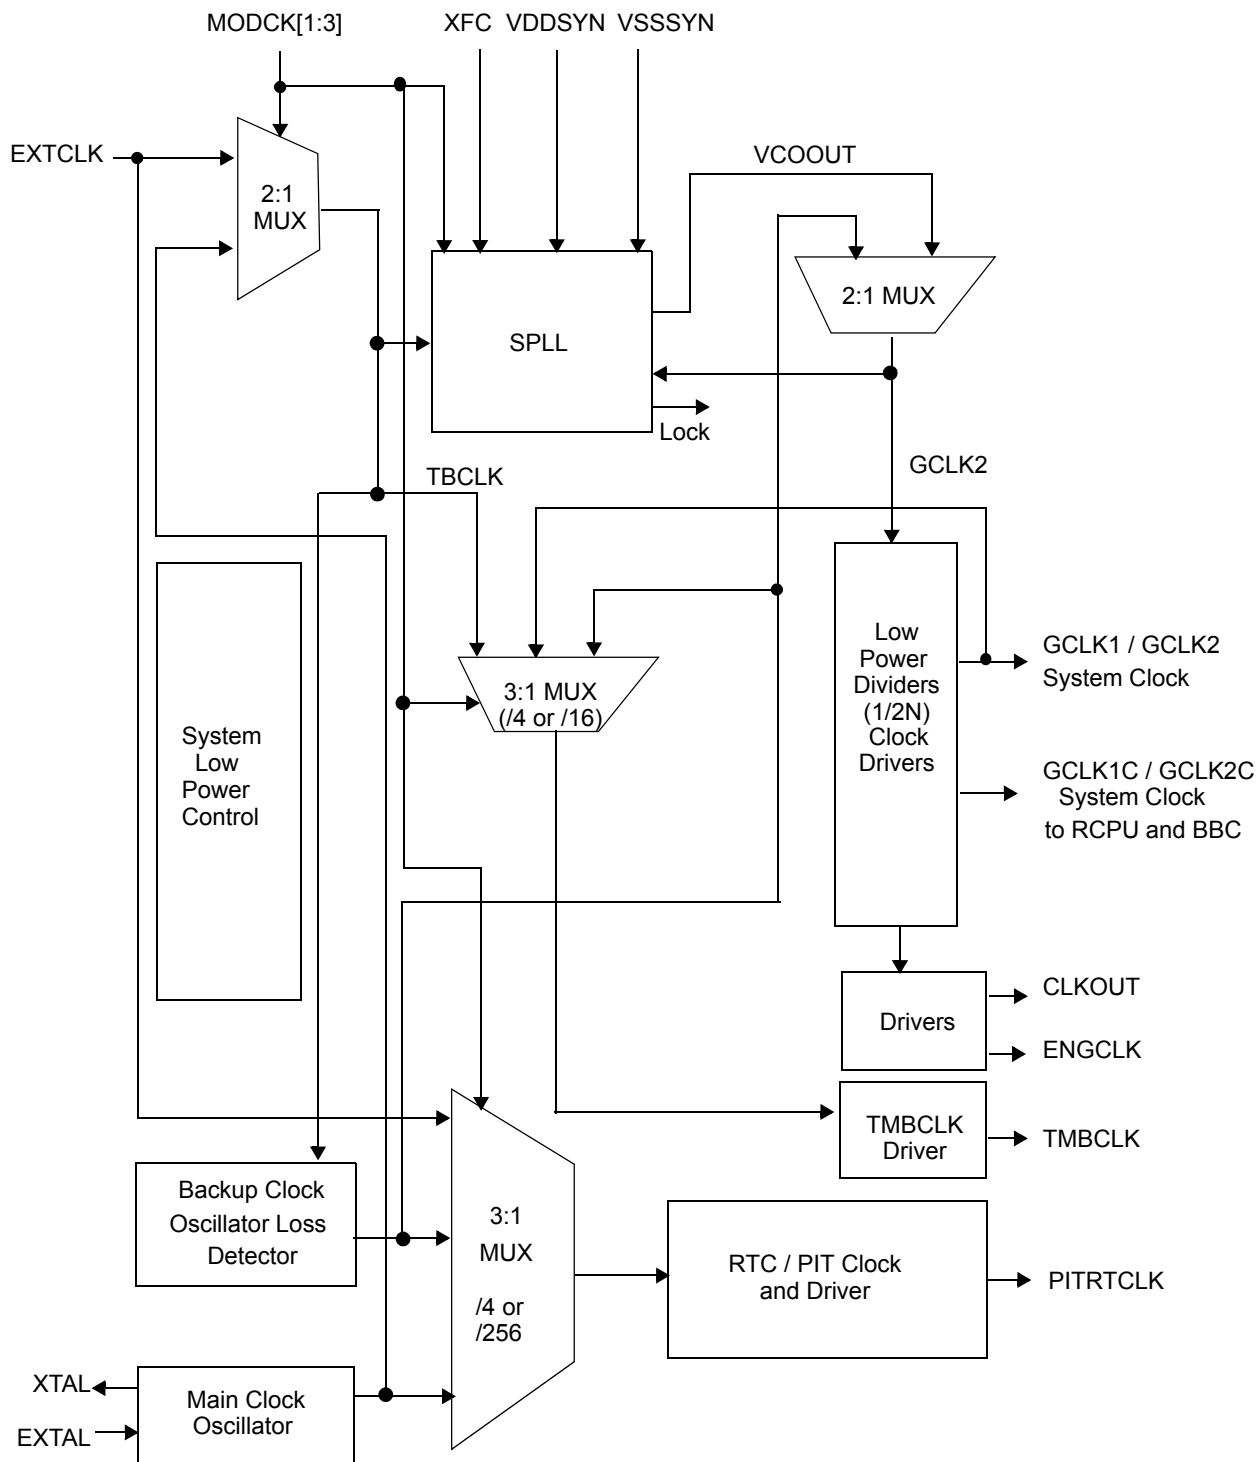 MODCK[1:3]
XFC VDDSYN VSSSYN
EXTCLK
2:1
MUX
VCOOUT
2:1 MUX
SPLL
Lock
TBCLK
GCLK2
System
Low
Power
Control
3:1 MUX
(/4 or /16)
Low
Power
Dividers
(1/2N)
Clock
Drivers
GCLK1 / GCLK2
System Clock
GCLK1C / GCLK2C
System Clock
to RCPU and BBC
Drivers
CLKOUT
ENGCLK
TMBCLK
Driver
TMBCLK
Backup Clock
Oscillator Loss
Detector
3:1
MUX
/4 or
/256
RTC / PIT Clock
and Driver
PITRTCLK
XTAL
EXTAL
Main Clock
Oscillator